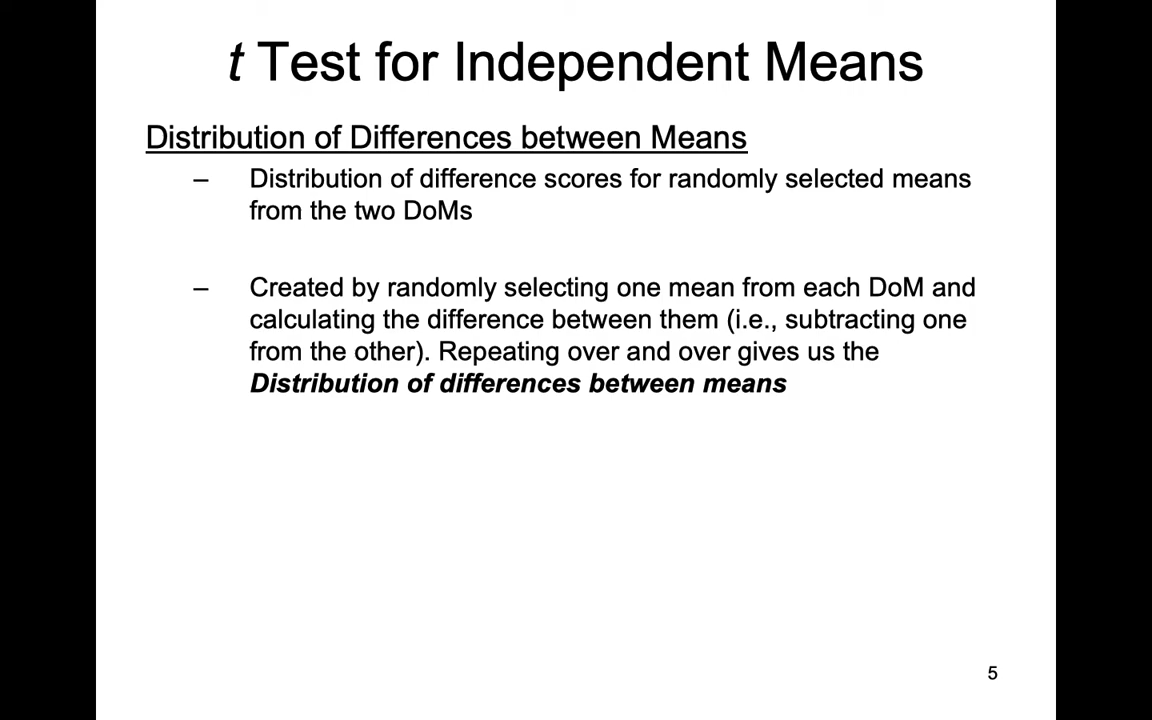 t Test for Independent Means
Distribution of Differences between Means
– Distribution of difference scores for randomly selected means
from the two DoMs
– Created by randomly selecting one mean from each DoM and
calculating the difference between them (i.e., subtracting one
from the other). Repeating over and over gives us the
Distribution of differences between means
5